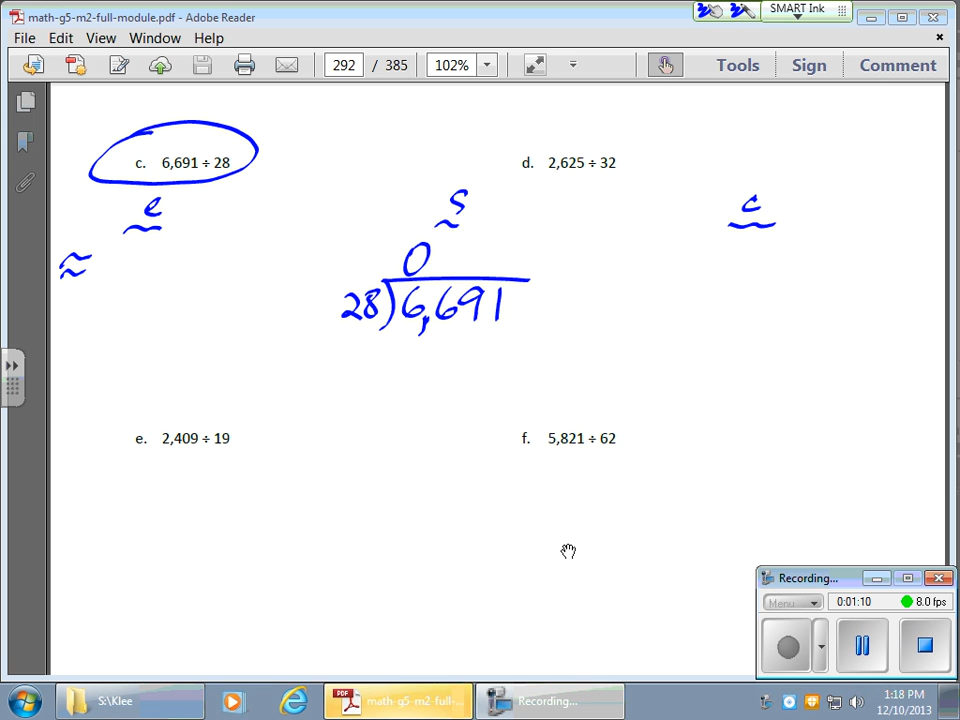 math-g5-m2-full-module.pdf - Adobe Reader
SMART Ink
File Edit View Window Help
292 / 385 102% Tools Sign Comment
c. 6,691 ÷ 28
d. 2,625 ÷ 32
e s c
≈
0
28)6,691
e. 2,409 ÷ 19
f. 5,821 ÷ 62
Recording...
Menu 0:01:10 8.0 fps
S:\Klee math-g5-m2-full-... Recording... 1:18 PM
12/10/2013